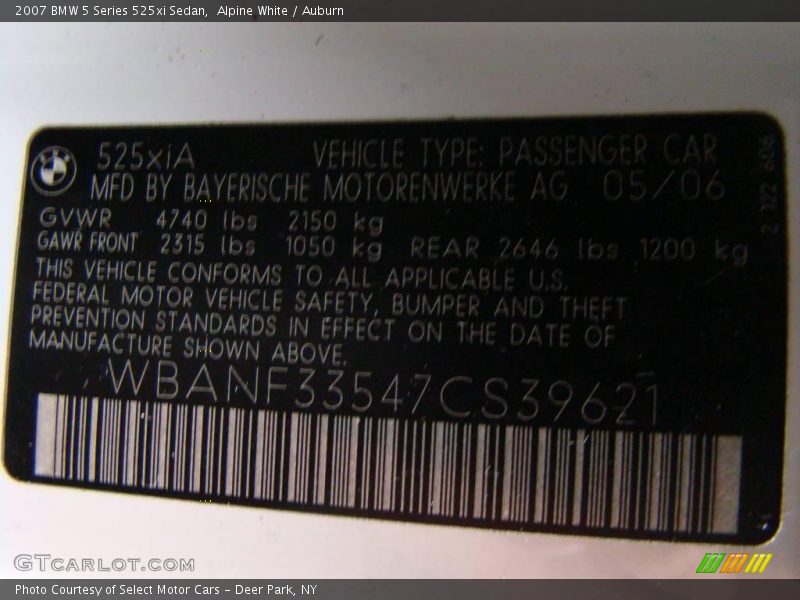 2007 BMW 5 Series 525xi Sedan, Alpine White / Auburn
525xiA VEHICLE TYPE: PASSENGER CAR
MFD BY BAYERISCHE MOTORENWERKE AG 05/06
GVWR 4740 lbs 2150 kg
GAWR FRONT 2315 lbs 1050 kg REAR 2646 lbs 1200 kg
THIS VEHICLE CONFORMS TO ALL APPLICABLE U.S.
FEDERAL MOTOR VEHICLE SAFETY, BUMPER AND THEFT
PREVENTION STANDARDS IN EFFECT ON THE DATE OF
MANUFACTURE SHOWN ABOVE.
WBANF33547CS39621
2 122 606
GTCARLOT.COM
Photo Courtesy of Select Motor Cars - Deer Park, NY